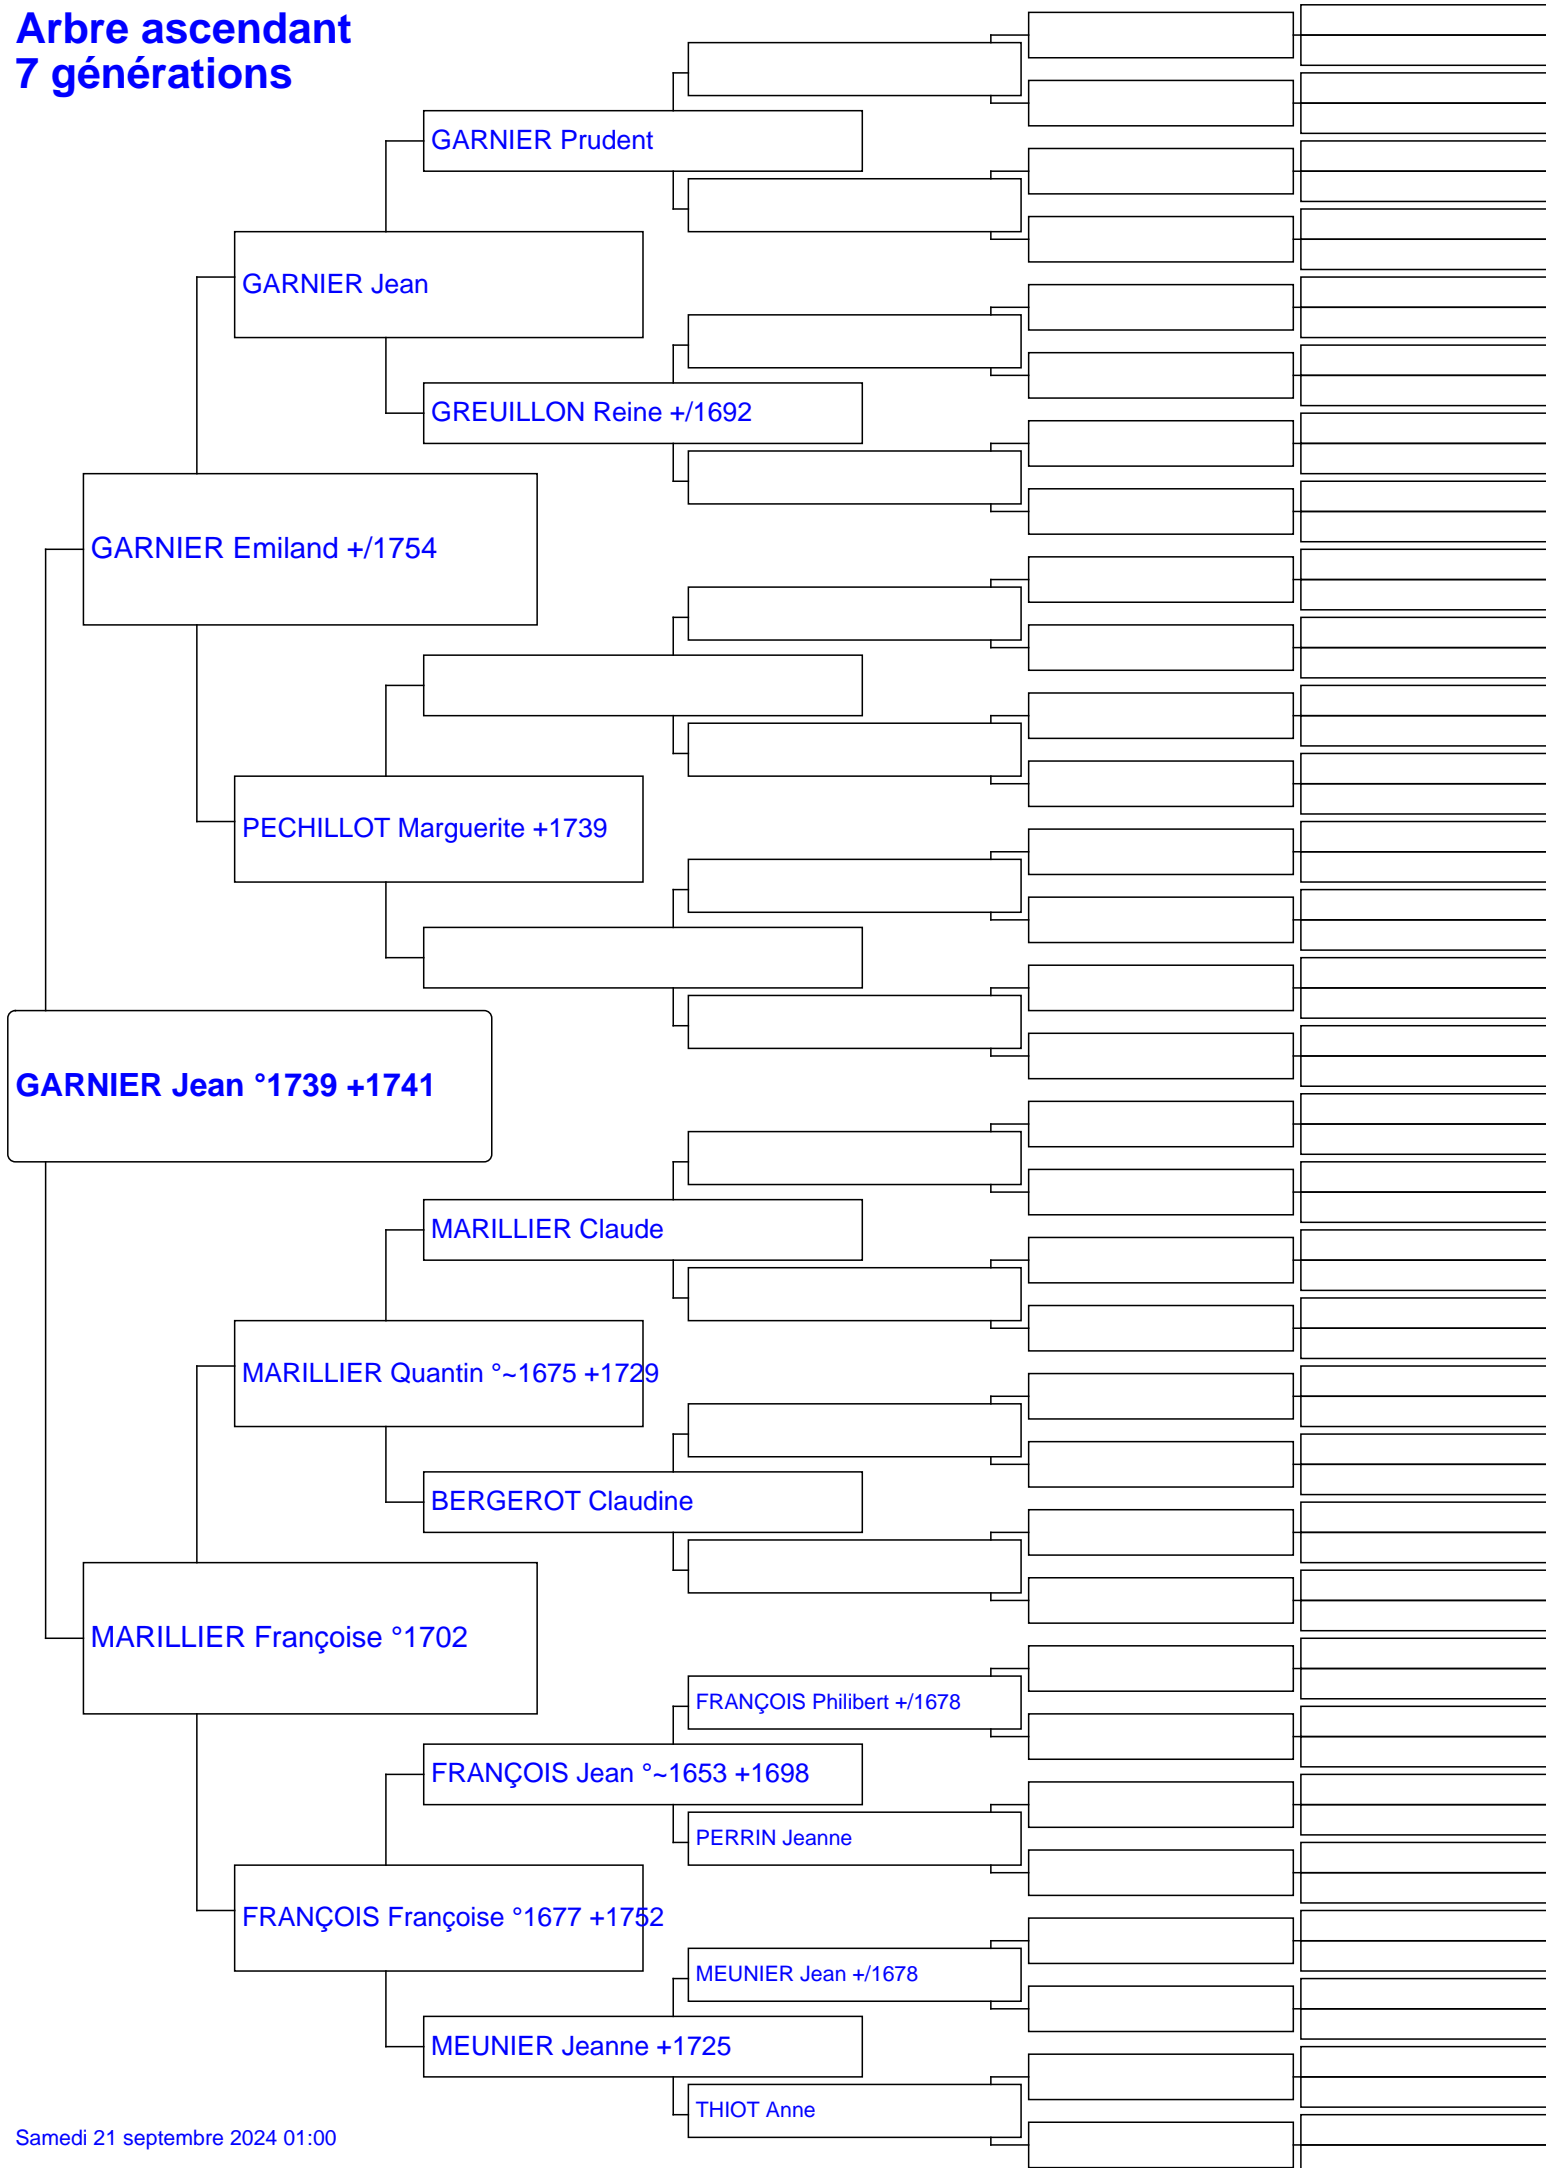 Arbre ascendant
7 générations
GARNIER Prudent
GARNIER Jean
GREUILLON Reine +/1692
GARNIER Emiland +/1754
PECHILLOT Marguerite +1739
GARNIER Jean °1739 +1741
MARILLIER Claude
MARILLIER Quantin °~1675 +1729
BERGEROT Claudine
MARILLIER Françoise °1702
FRANÇOIS Philibert +/1678
FRANÇOIS Jean °~1653 +1698
PERRIN Jeanne
FRANÇOIS Françoise °1677 +1752
MEUNIER Jean +/1678
MEUNIER Jeanne +1725
THIOT Anne
Samedi 21 septembre 2024 01:00